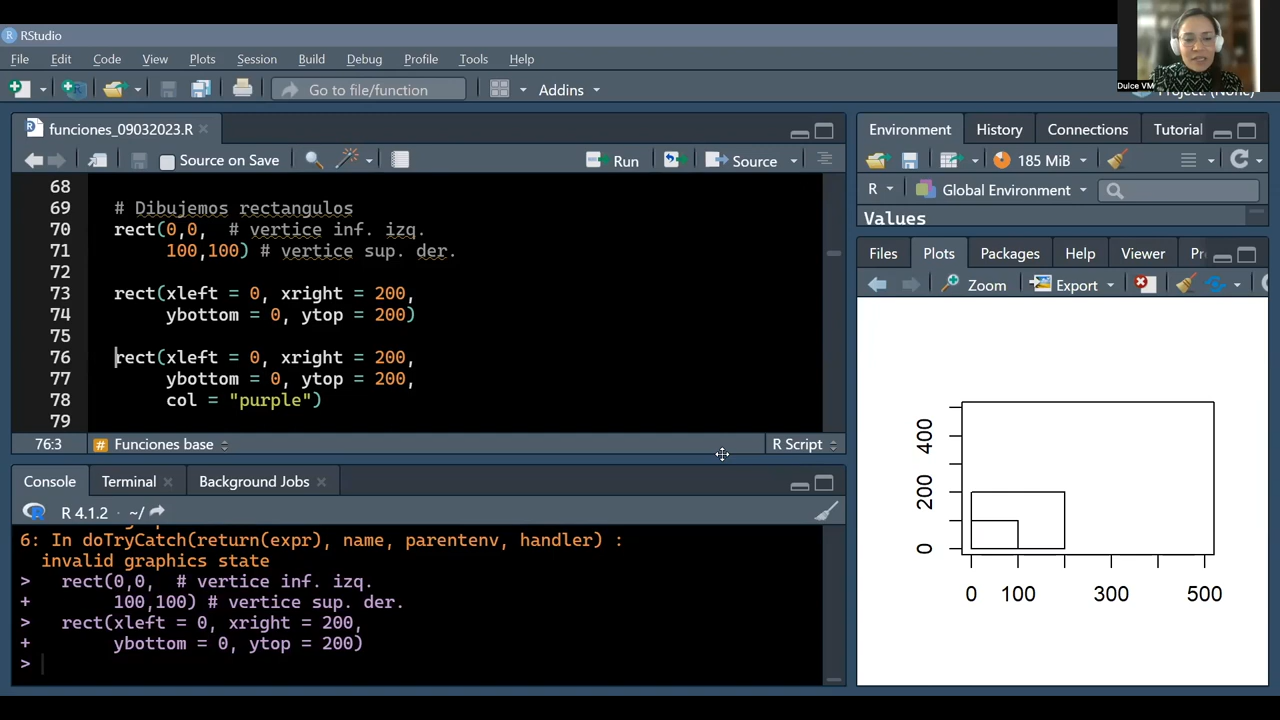 RStudio
File Edit Code View Plots Session Build Debug Profile Tools Help
Go to file/function Addins
Dulce VM
funciones_09032023.R
Source on Save Run Source
68
69 # Dibujemos rectangulos
70 rect(0,0, # vertice inf. izq.
71 100,100) # vertice sup. der.
72
73 rect(xleft = 0, xright = 200,
74 ybottom = 0, ytop = 200)
75
76 rect(xleft = 0, xright = 200,
77 ybottom = 0, ytop = 200,
78 col = "purple")
79
76:3 # Funciones base R Script
Console Terminal Background Jobs
R 4.1.2 · ~/
6: In doTryCatch(return(expr), name, parentenv, handler) :
invalid graphics state
> rect(0,0, # vertice inf. izq.
+ 100,100) # vertice sup. der.
> rect(xleft = 0, xright = 200,
+ ybottom = 0, ytop = 200)
>
Environment History Connections Tutorial
185 MiB
R Global Environment
Values
Files Plots Packages Help Viewer
Zoom Export
400
200
0
0 100 300 500